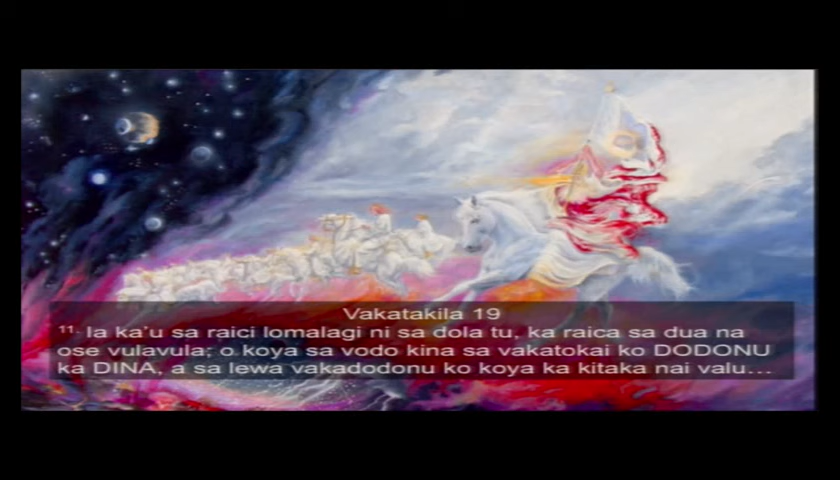 Vakatakila 19
11. Ia ka'u sa raici lomalagi ni sa dola tu, ka raica sa dua na
ose vulavula; o koya sa vodo kina sa vakatokai ko DODONU
ka DINA, a sa lewa vakadodonu ko koya ka kitaka nai valu...